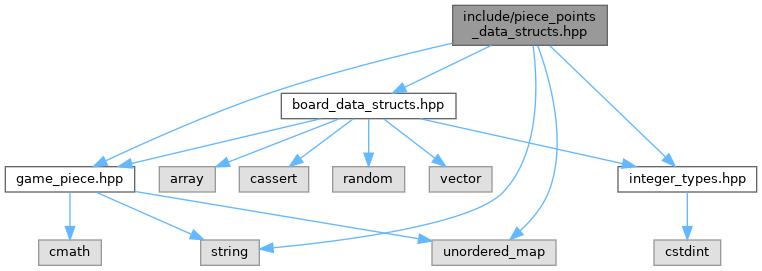 include/piece_points
_data_structs.hpp
board_data_structs.hpp
game_piece.hpp
array
cassert
random
vector
integer_types.hpp
cmath
string
unordered_map
cstdint